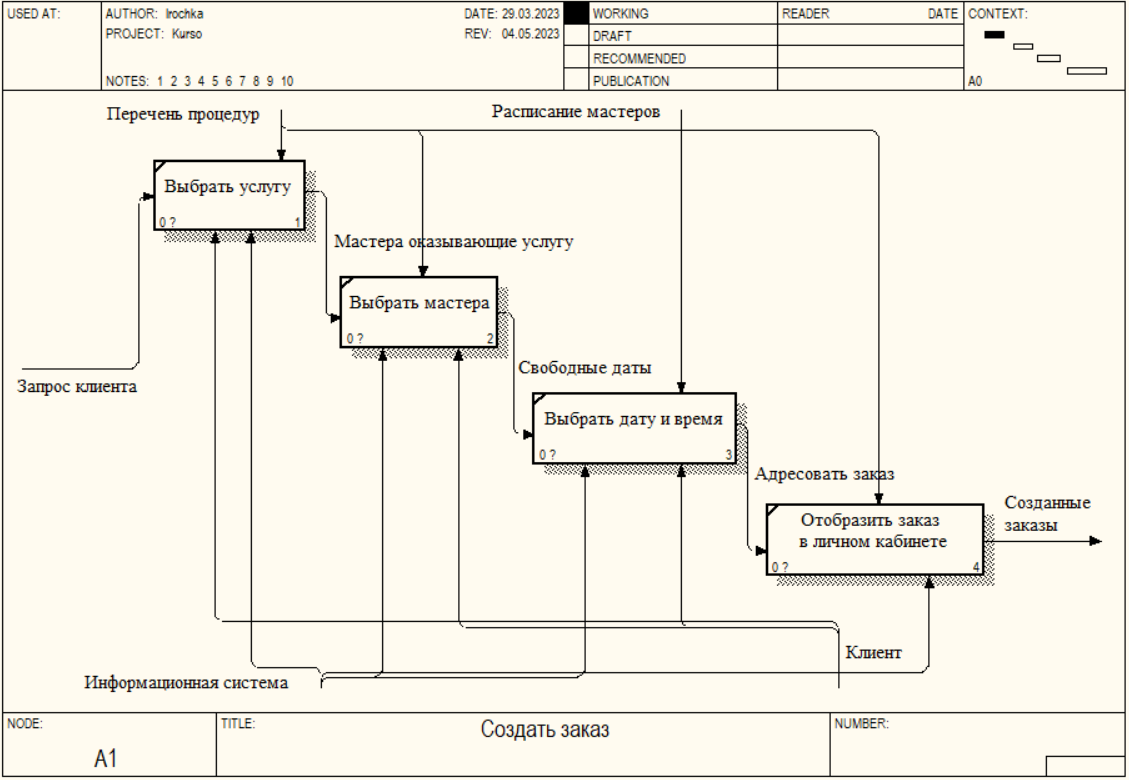 USED AT:
AUTHOR: Irochka
DATE: 29.03.2023
WORKING
READER
DATE
CONTEXT:
PROJECT: Kurso
REV: 04.05.2023
DRAFT
RECOMMENDED
NOTES: 1 2 3 4 5 6 7 8 9 10
PUBLICATION
A0
Перечень процедур
Расписание мастеров
Выбрать услугу
0 ?
1
Мастера оказывающие услугу
Выбрать мастера
0 ?
2
Запрос клиента
Свободные даты
Выбрать дату и время
0 ?
3
Адресовать заказ
Отобразить заказ
в личном кабинете
0 ?
4
Созданные
заказы
Клиент
Информационная система
NODE:
A1
TITLE:
Создать заказ
NUMBER: